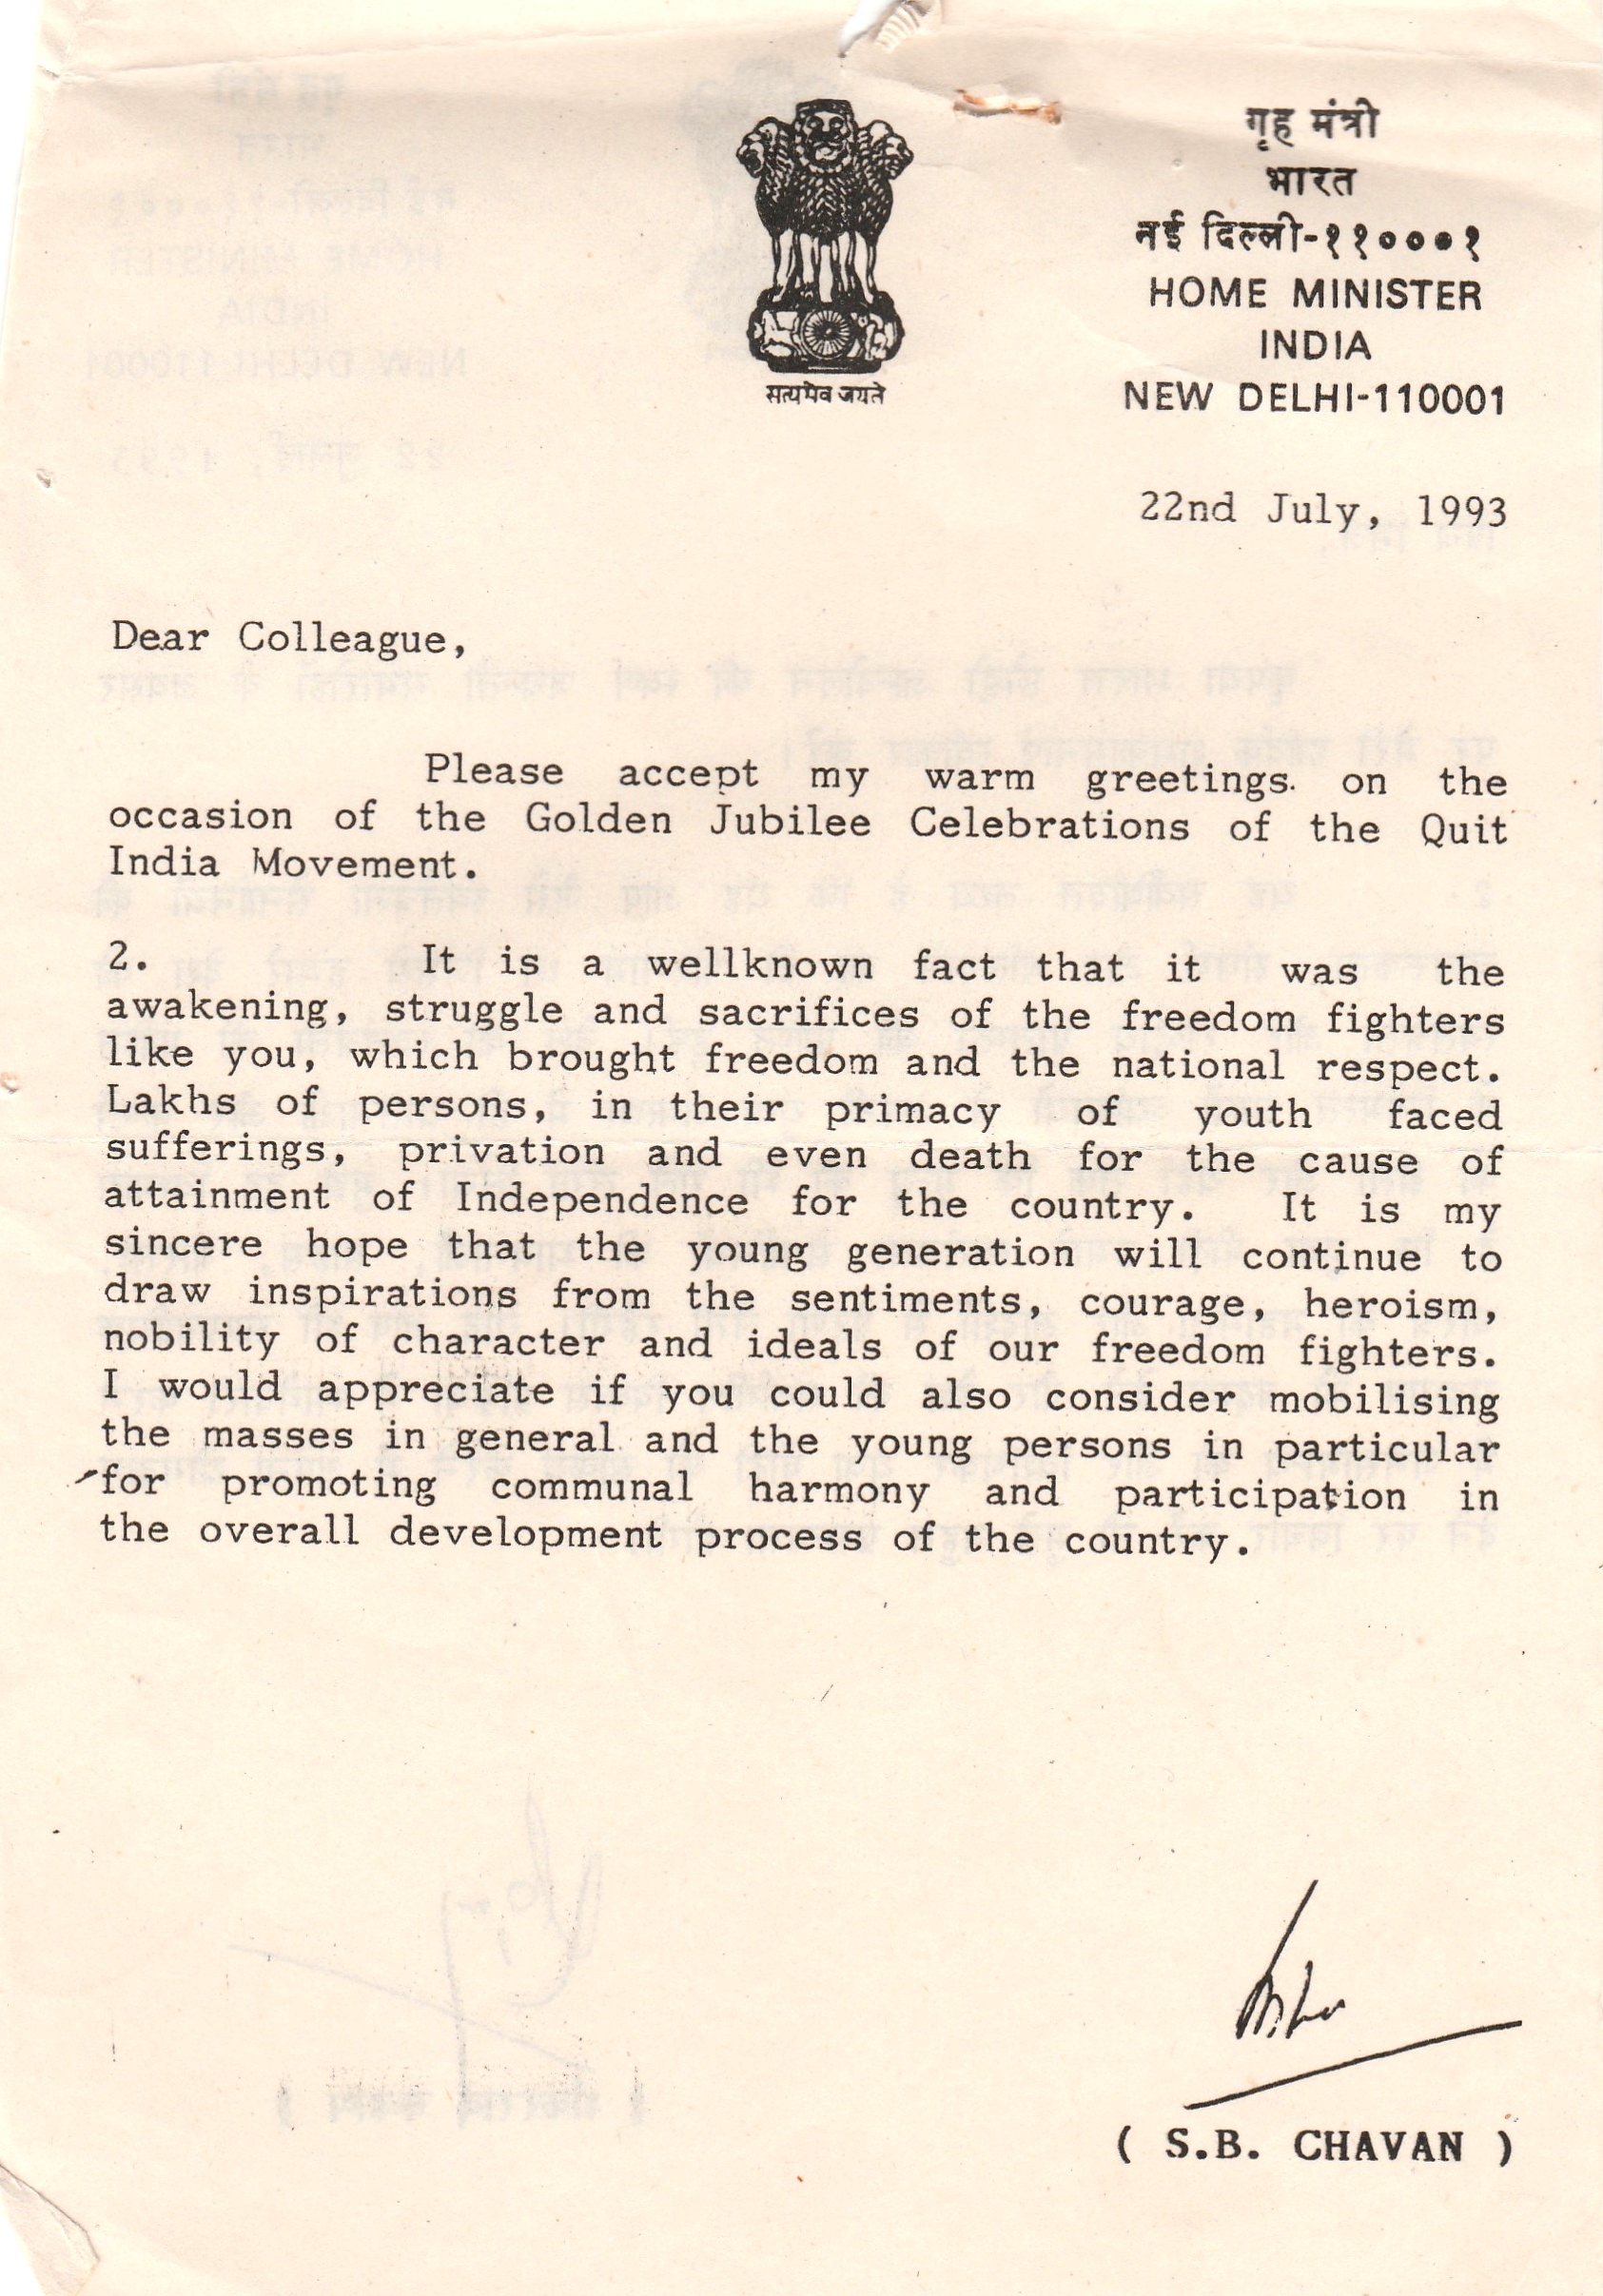 गृह मंत्री
भारत
नई दिल्ली-११०००१
HOME MINISTER
INDIA
NEW DELHI-110001
सत्यमेव जयते
22nd July, 1993
Dear Colleague,
Please accept my warm greetings on the
occasion of the Golden Jubilee Celebrations of the Quit
India Movement.
2. It is a wellknown fact that it was the
awakening, struggle and sacrifices of the freedom fighters
like you, which brought freedom and the national respect.
Lakhs of persons, in their primacy of youth faced
sufferings, privation and even death for the cause of
attainment of Independence for the country. It is my
sincere hope that the young generation will continue to
draw inspirations from the sentiments, courage, heroism,
nobility of character and ideals of our freedom fighters.
I would appreciate if you could also consider mobilising
the masses in general and the young persons in particular
for promoting communal harmony and participation in
the overall development process of the country.
( S.B. CHAVAN )